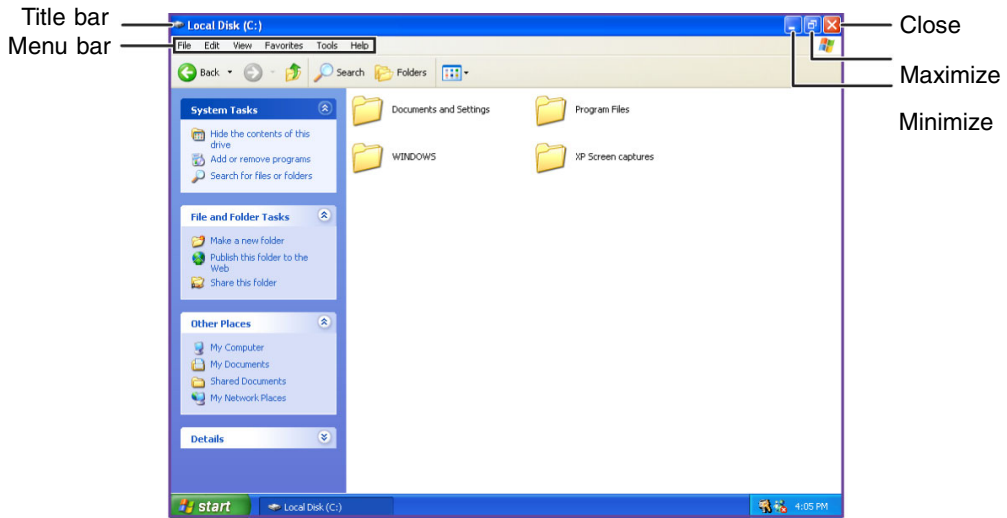 Title bar
Local Disk (C:)
Close
Menu bar
File Edit View Favorites Tools Help
Maximize
Back Search Folders
Minimize
System Tasks
Hide the contents of this
drive
Add or remove programs
Search for files or folders
File and Folder Tasks
Make a new folder
Publish this folder to the
Web
Share this folder
Other Places
My Computer
My Documents
Shared Documents
My Network Places
Details
Documents and Settings
Program Files
WINDOWS
XP Screen captures
start
Local Disk (C:)
4:05 PM